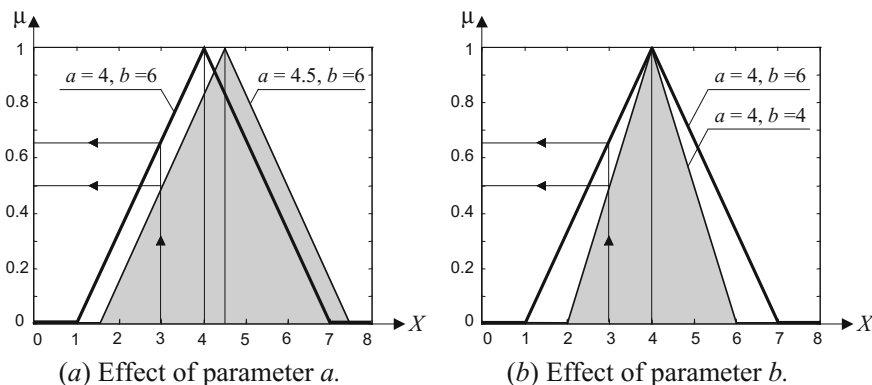 μ
1
0.8
0.6
0.4
0.2
0
0 1 2 3 4 5 6 7 8
X
a = 4, b =6
a = 4.5, b =6
(a) Effect of parameter a.
μ
1
0.8
0.6
0.4
0.2
0
0 1 2 3 4 5 6 7 8
X
a = 4, b =6
a = 4, b =4
(b) Effect of parameter b.